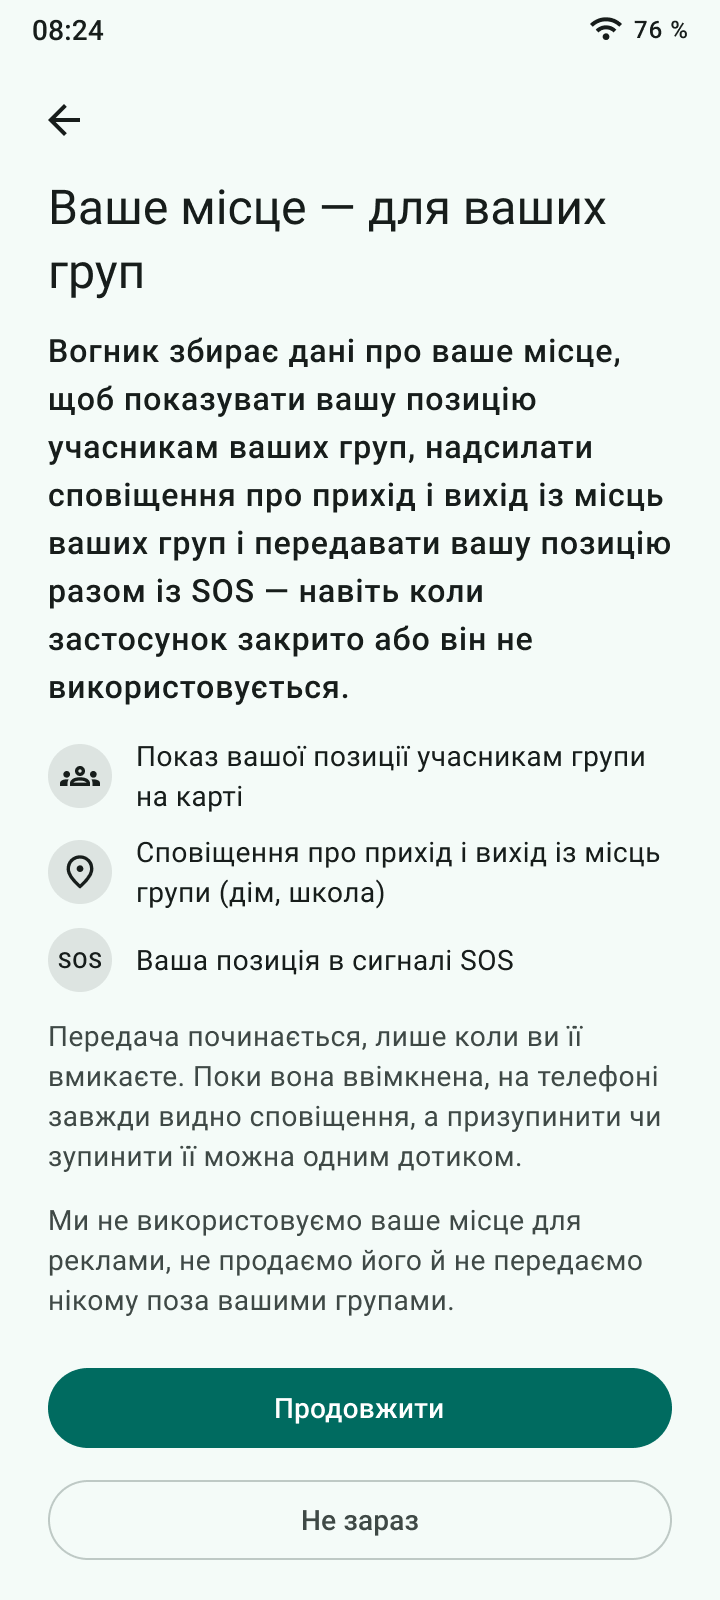 08:24
76 %
Ваше місце — для ваших
груп
Вогник збирає дані про ваше місце,
щоб показувати вашу позицію
учасникам ваших груп, надсилати
сповіщення про прихід і вихід із місць
ваших груп і передавати вашу позицію
разом із SOS — навіть коли
застосунок закрито або він не
використовується.
Показ вашої позиції учасникам групи
на карті
Сповіщення про прихід і вихід із місць
групи (дім, школа)
SOS
Ваша позиція в сигналі SOS
Передача починається, лише коли ви її
вмикаєте. Поки вона ввімкнена, на телефоні
завжди видно сповіщення, а призупинити чи
зупинити її можна одним дотиком.
Ми не використовуємо ваше місце для
реклами, не продаємо його й не передаємо
нікому поза вашими групами.
Продовжити
Не зараз